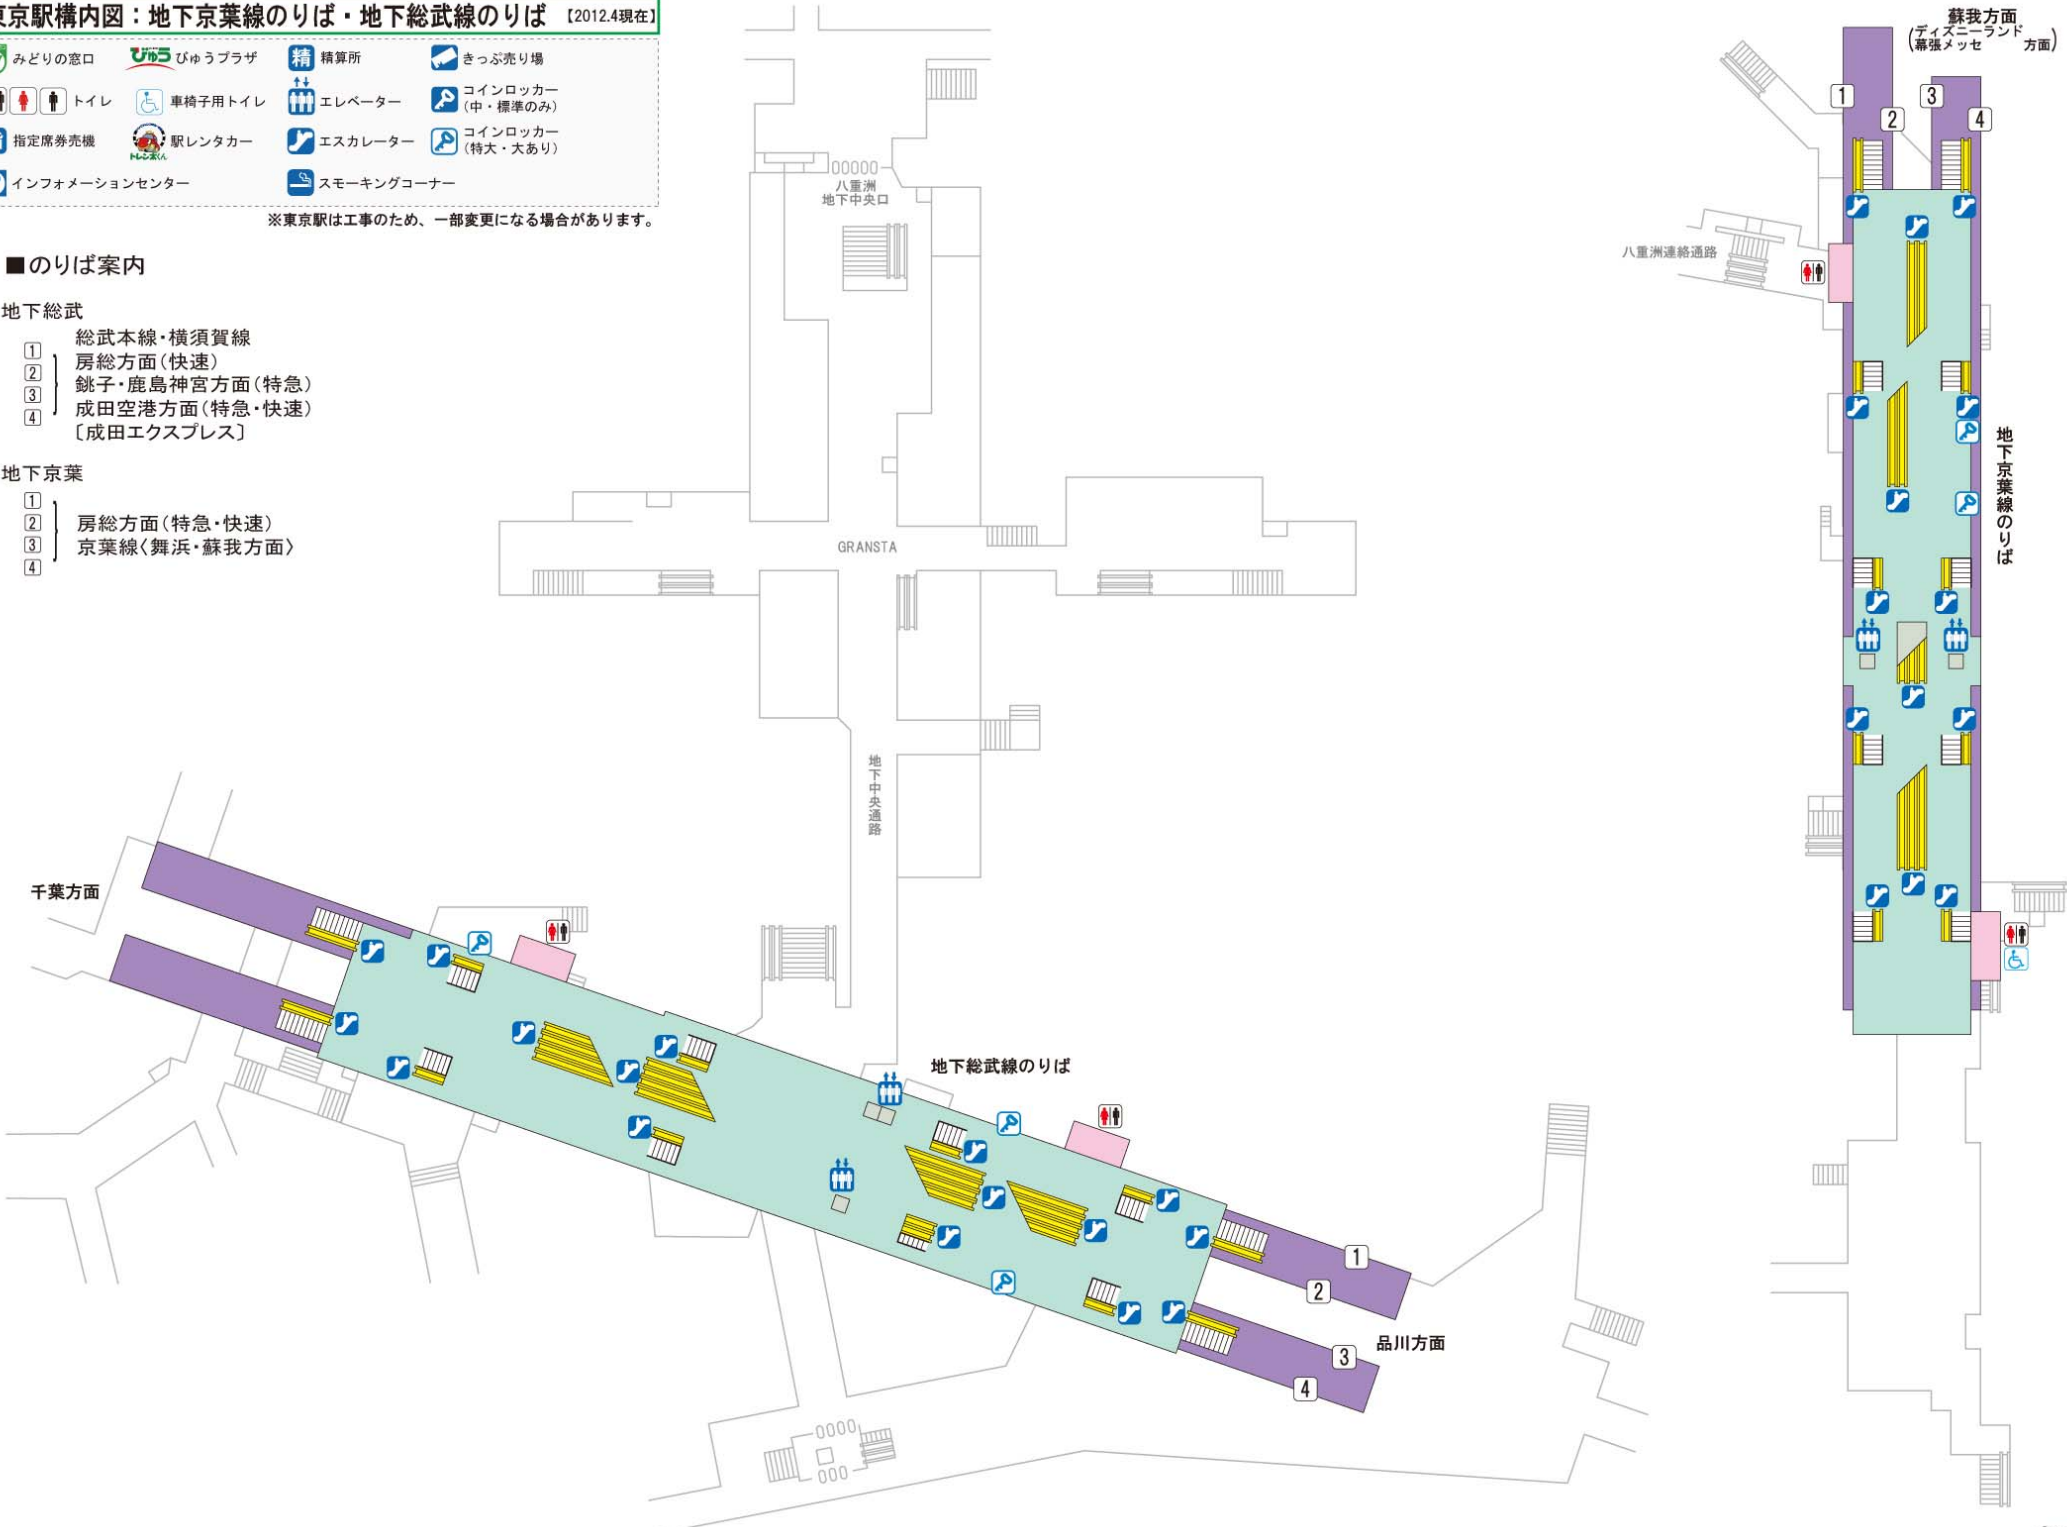 京駅構内図：地下京葉線のりば・地下総武線のりば 【2012.4現在】
みどりの窓口 びゅう びゅうプラザ 精 精算所 きっぷ売り場
トイレ 車椅子用トイレ エレベーター コインロッカー
(中・標準のみ)
指定席券売機 トレン太くん 駅レンタカー エスカレーター コインロッカー
(特大・大あり)
インフォメーションセンター スモーキングコーナー
※東京駅は工事のため、一部変更になる場合があります。
■のりば案内
地下総武
1
2
3
4
総武本線・横須賀線
房総方面(快速)
銚子・鹿島神宮方面(特急)
成田空港方面(特急・快速)
〔成田エクスプレス〕
地下京葉
1
2
3
4
房総方面(特急・快速)
京葉線〈舞浜・蘇我方面〉
八重洲
地下中央口
GRANSTA
地下中央通路
蘇我方面
(ディズニーランド
幕張メッセ 方面)
1
2
3
4
八重洲連絡通路
地下京葉線のりば
千葉方面
地下総武線のりば
1
2
品川方面
3
4